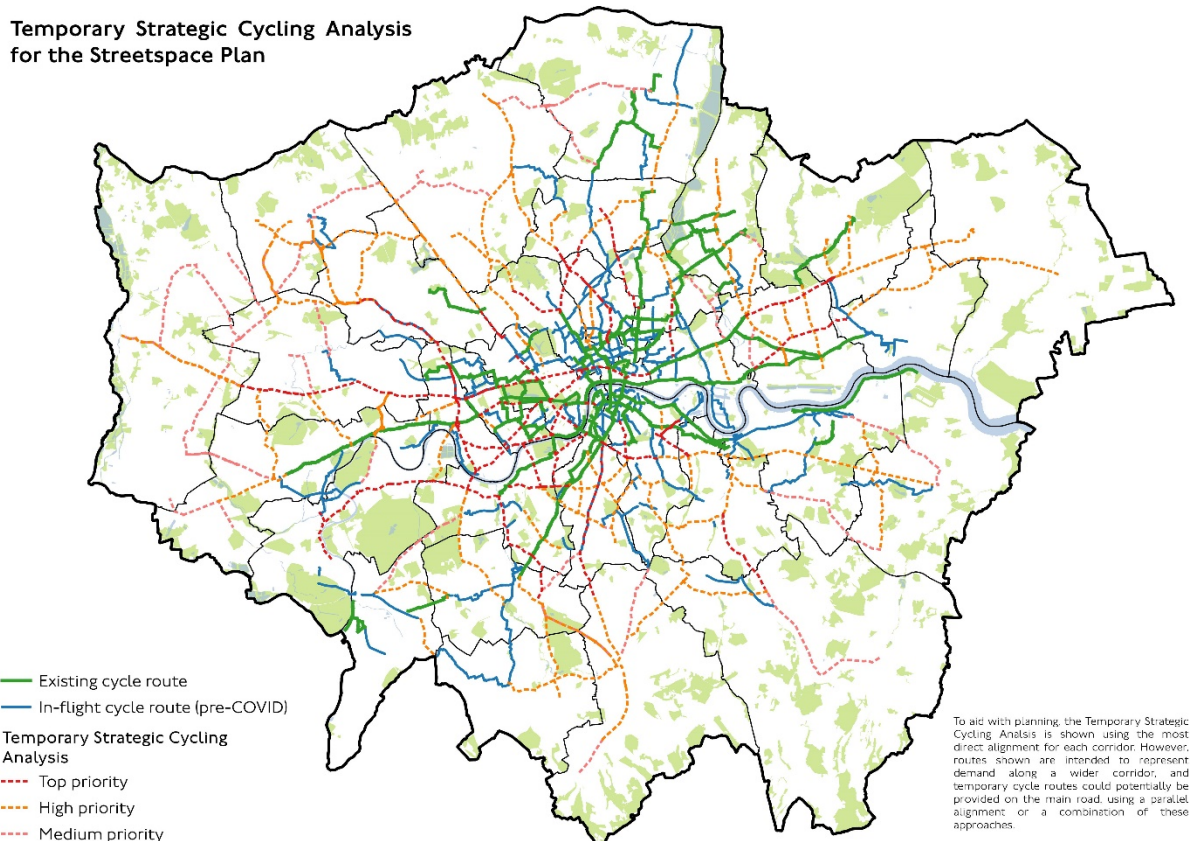 Temporary Strategic Cycling Analysis
for the Streetspace Plan
Existing cycle route
In-flight cycle route (pre-COVID)
Temporary Strategic Cycling
Analysis
Top priority
High priority
Medium priority
To aid with planning, the Temporary Strategic
Cycling Analsis is shown using the most
direct alignment for each corridor. However,
routes shown are intended to represent
demand along a wider corridor, and
temporary cycle routes could potentially be
provided on the main road, using a parallel
alignment or a combination of these
approaches.